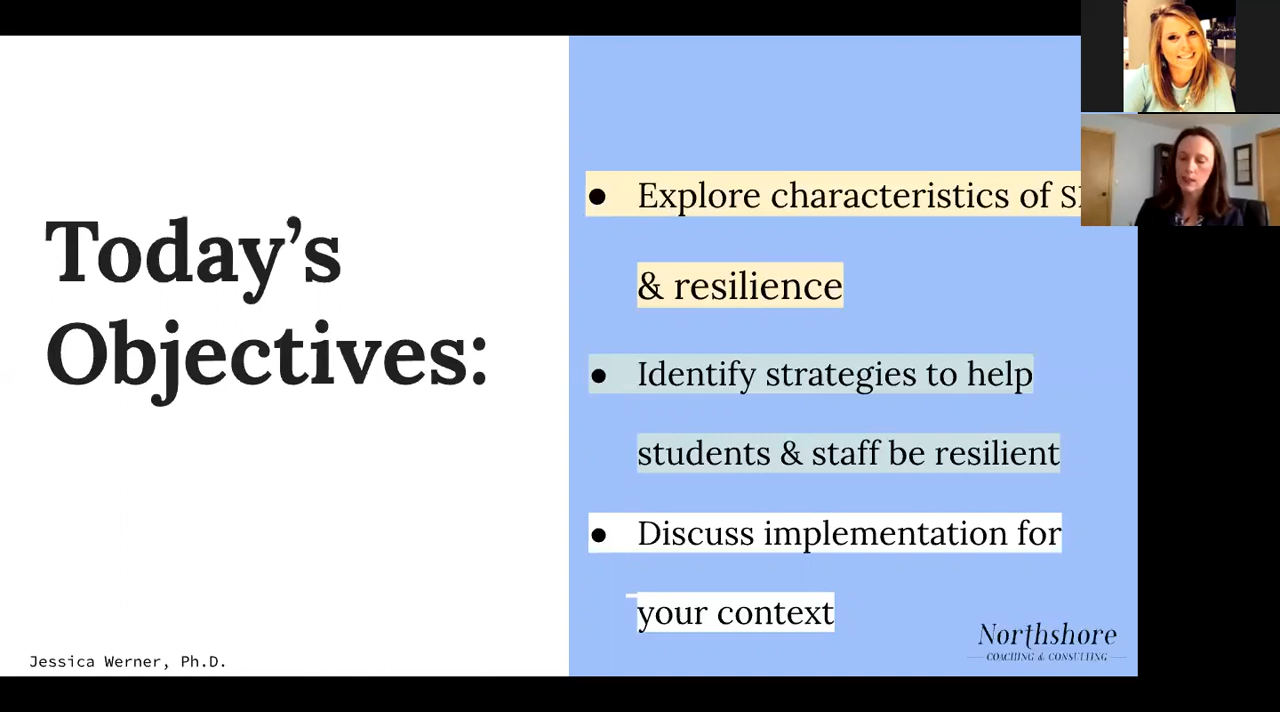 Today’s
Objectives:
● Explore characteristics of
& resilience
● Identify strategies to help
students & staff be resilient
● Discuss implementation for
your context
Northshore
COACHING & CONSULTING
Jessica Werner, Ph.D.